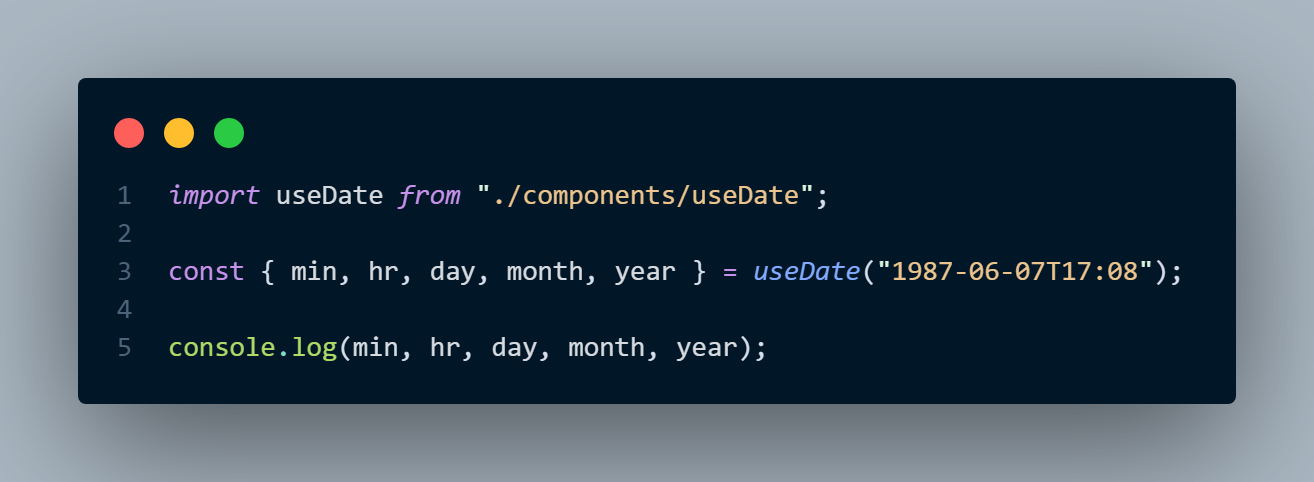 1 import useDate from "./components/useDate";
2
3 const { min, hr, day, month, year } = useDate("1987-06-07T17:08");
4
5 console.log(min, hr, day, month, year);